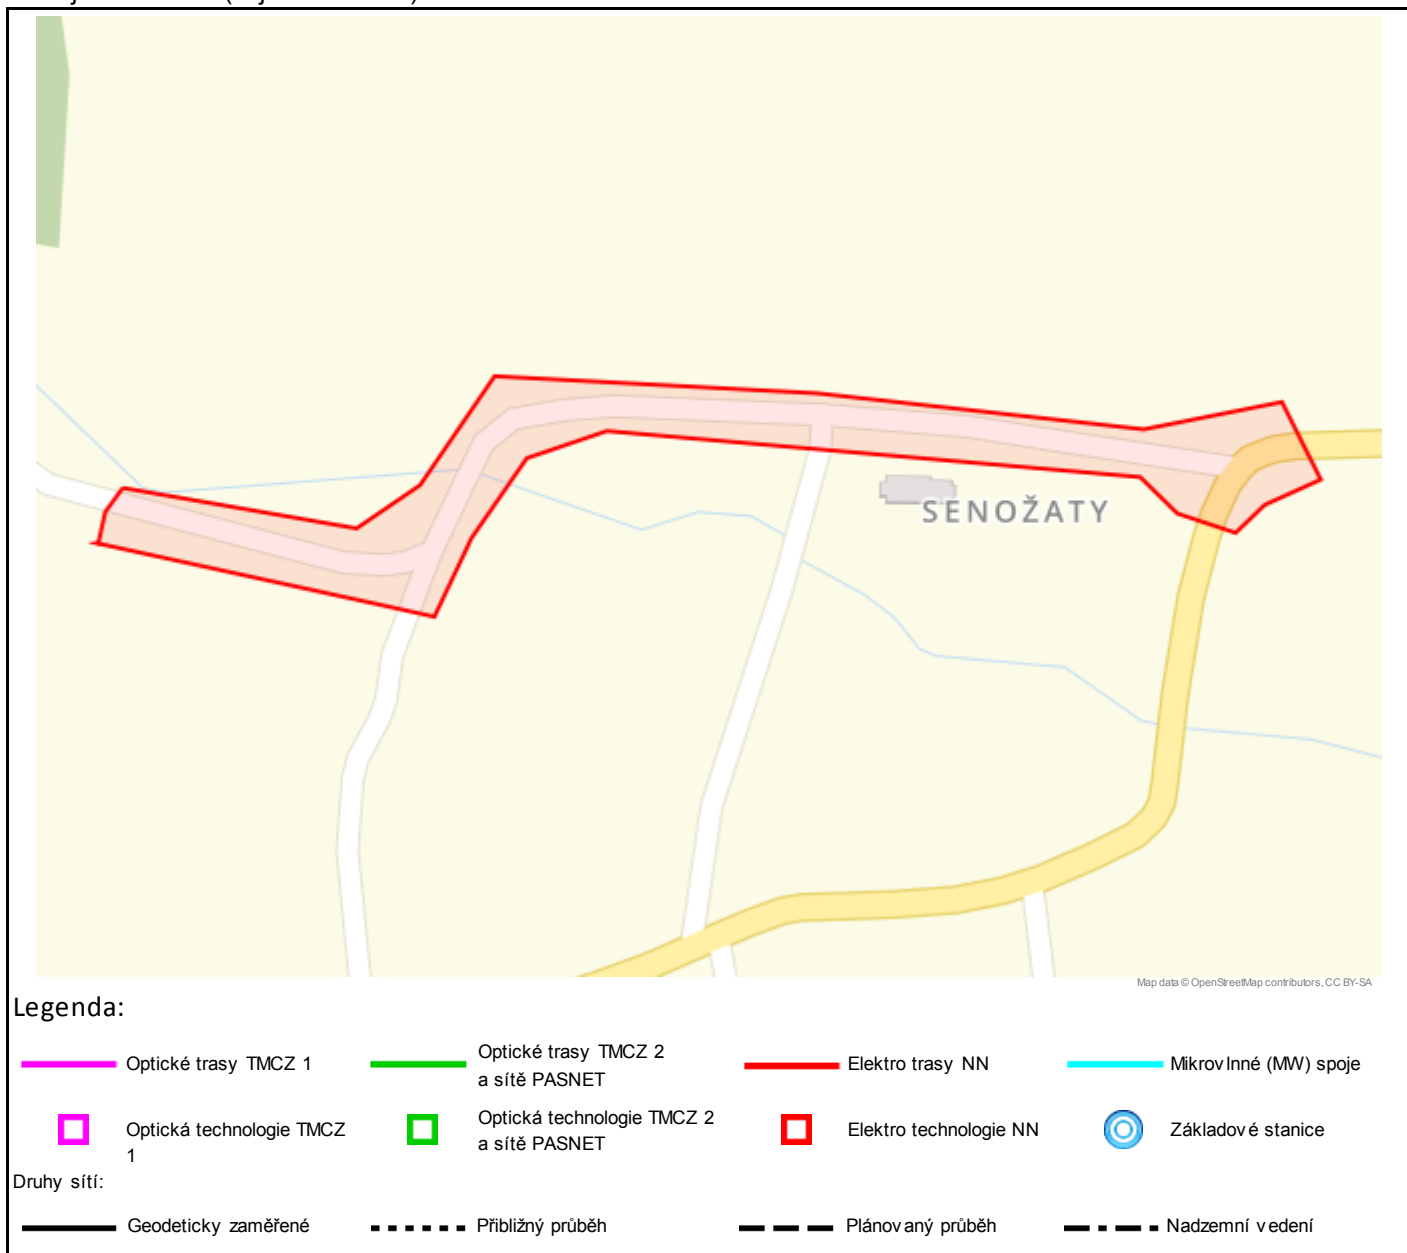 SENOŽATY
Map data © OpenStreetMap contributors, CC BY-SA
Legenda:
Optické trasy TMCZ 1
Optické trasy TMCZ 2
a sítě PASNET
Elektro trasy NN
Mikrovlnné (MW) spoje
Optická technologie TMCZ
1
Optická technologie TMCZ 2
a sítě PASNET
Elektro technologie NN
Základové stanice
Druhy sítí:
Geodeticky zaměřené
Přibližný průběh
Plánovaný průběh
Nadzemní vedení